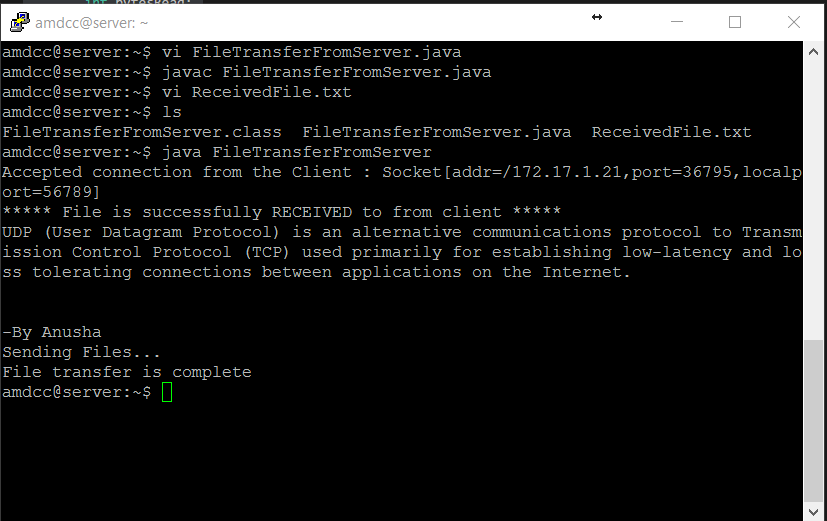 int bytesRead;
amdcc@server: ~
amdcc@server:~$ vi FileTransferFromServer.java
amdcc@server:~$ javac FileTransferFromServer.java
amdcc@server:~$ vi ReceivedFile.txt
amdcc@server:~$ ls
FileTransferFromServer.class  FileTransferFromServer.java  ReceivedFile.txt
amdcc@server:~$ java FileTransferFromServer
Accepted connection from the Client : Socket[addr=/172.17.1.21,port=36795,localp
ort=56789]
***** File is successfully RECEIVED to from client *****
UDP (User Datagram Protocol) is an alternative communications protocol to Transm
ission Control Protocol (TCP) used primarily for establishing low-latency and lo
ss tolerating connections between applications on the Internet.
-By Anusha
Sending Files...
File transfer is complete
amdcc@server:~$